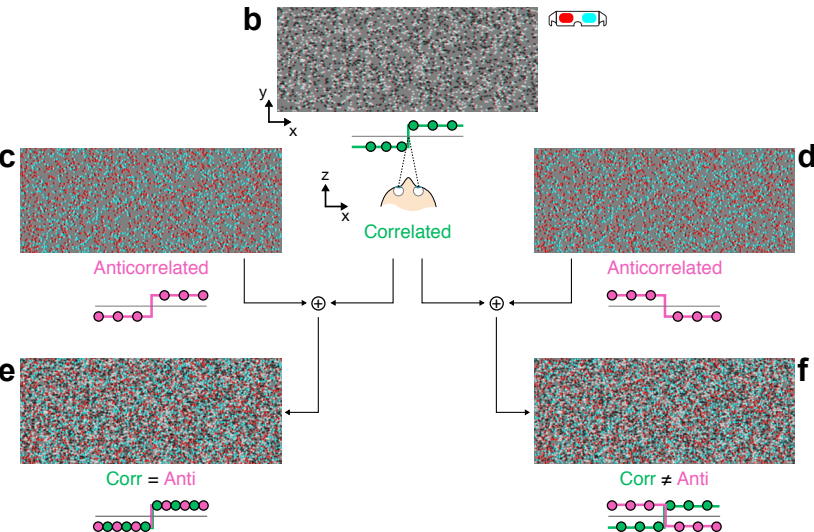 b
y
x
c
d
z
x
Correlated
Anticorrelated
Anticorrelated
e
f
Corr = Anti
Corr ≠ Anti